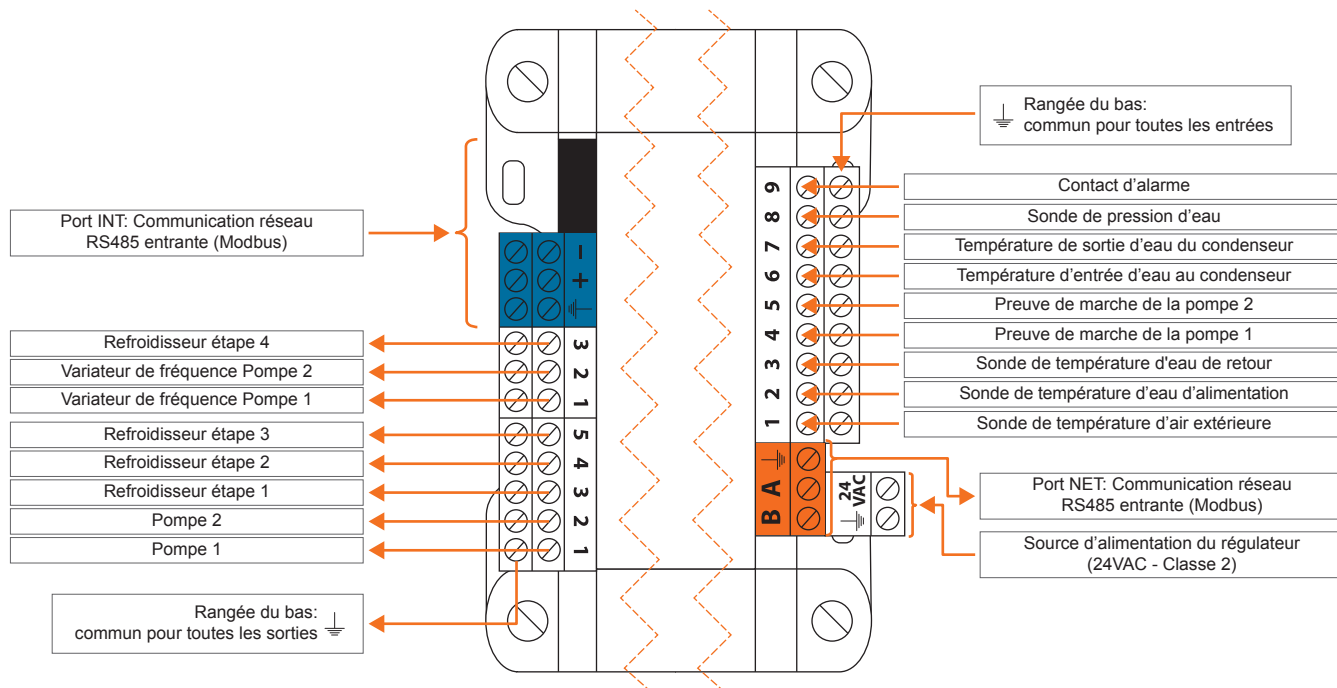 Port INT: Communication réseau
RS485 entrante (Modbus)
Refroidisseur étape 4
Variateur de fréquence Pompe 2
Variateur de fréquence Pompe 1
Refroidisseur étape 3
Refroidisseur étape 2
Refroidisseur étape 1
Pompe 2
Pompe 1
Rangée du bas:
commun pour toutes les sorties
–
+
3
2
1
5
4
3
2
1
9
8
7
6
5
4
3
2
1
A
B
24
VAC
Rangée du bas:
commun pour toutes les entrées
Contact d’alarme
Sonde de pression d’eau
Température de sortie d’eau du condenseur
Température d’entrée d’eau au condenseur
Preuve de marche de la pompe 2
Preuve de marche de la pompe 1
Sonde de température d'eau de retour
Sonde de température d’eau d’alimentation
Sonde de température d’air extérieure
Port NET: Communication réseau
RS485 entrante (Modbus)
Source d’alimentation du régulateur
(24VAC - Classe 2)